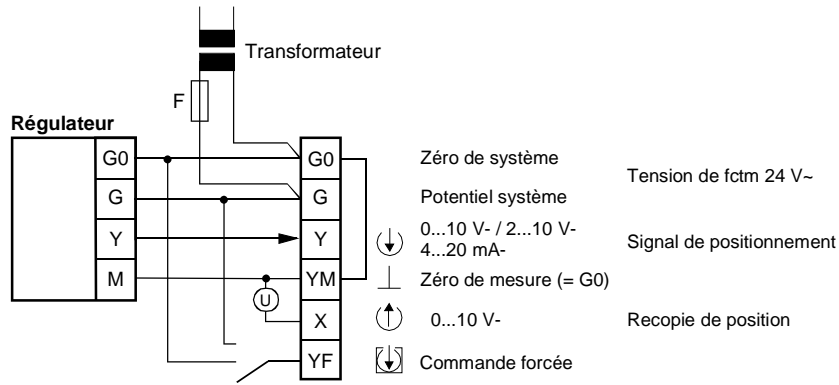 Transformateur
F
Régulateur
G0 G0 Zéro de système
Tension de fctm 24 V~
G G Potentiel système
Y Y 0...10 V- / 2...10 V-
4...20 mA- Signal de positionnement
M YM Zéro de mesure (= G0)
U
X 0...10 V- Recopie de position
YF Commande forcée